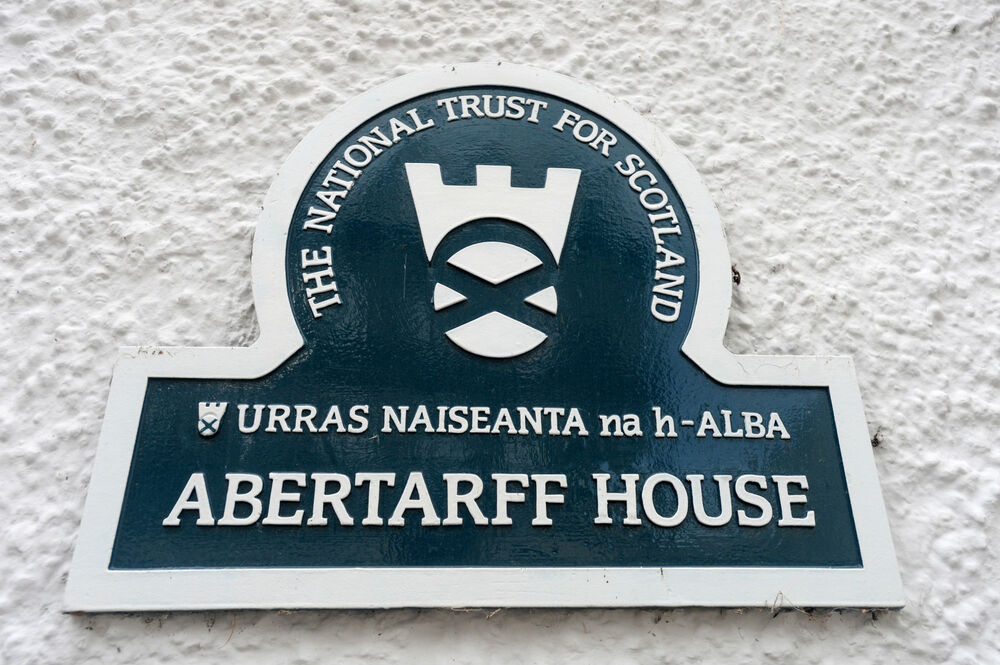 THE NATIONAL TRUST FOR SCOTLAND
URRAS NAISEANTA na h-ALBA
ABERTARFF HOUSE